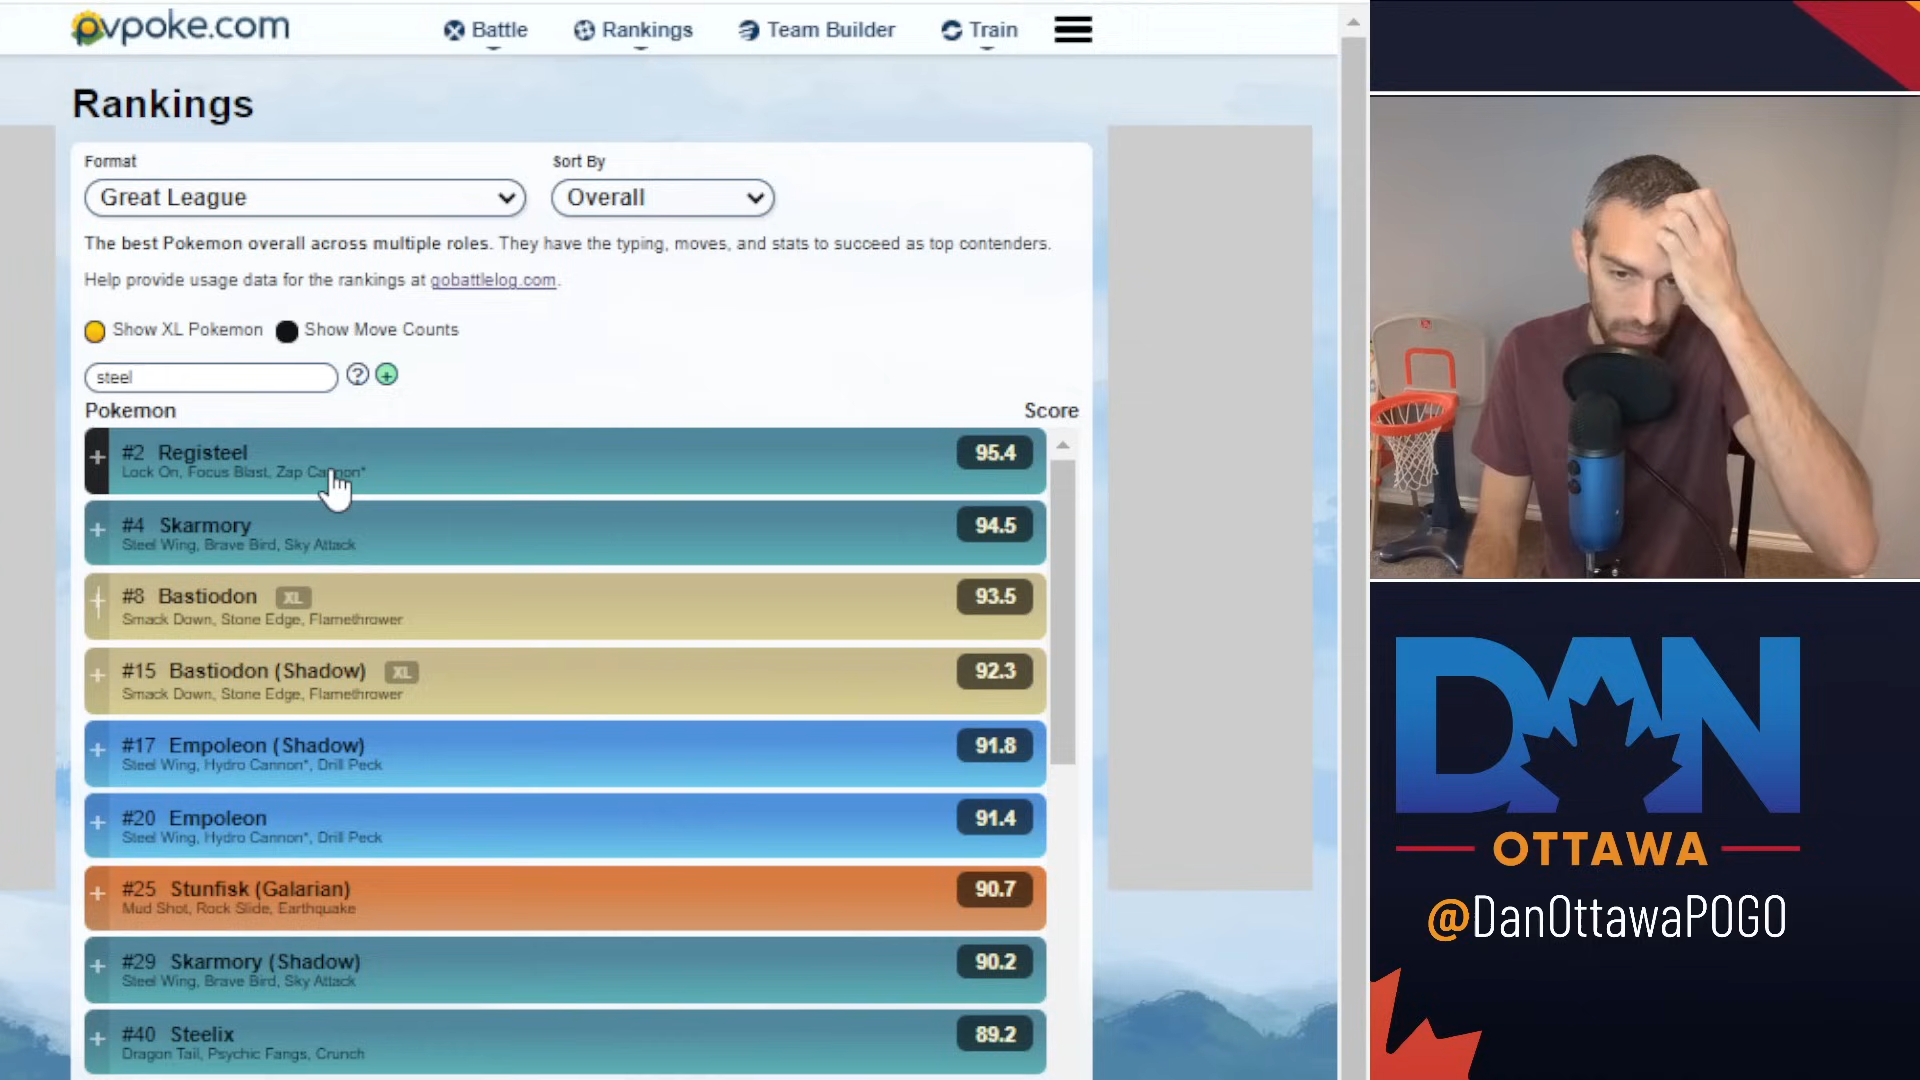 pvpoke.com
Battle
Rankings
Team Builder
Train
Rankings
Format
Sort By
Great League
Overall
The best Pokemon overall across multiple roles. They have the typing, moves, and stats to succeed as top contenders.
Help provide usage data for the rankings at gobattlelog.com.
Show XL Pokemon
Show Move Counts
steel
?
+
Pokemon
Score
+ #2 Registeel 95.4
Lock On, Focus Blast, Zap Cannon*
+ #4 Skarmory 94.5
Steel Wing, Brave Bird, Sky Attack
+ #8 Bastiodon XL 93.5
Smack Down, Stone Edge, Flamethrower
+ #15 Bastiodon (Shadow) XL 92.3
Smack Down, Stone Edge, Flamethrower
+ #17 Empoleon (Shadow) 91.8
Steel Wing, Hydro Cannon*, Drill Peck
+ #20 Empoleon 91.4
Steel Wing, Hydro Cannon*, Drill Peck
+ #25 Stunfisk (Galarian) 90.7
Mud Shot, Rock Slide, Earthquake
+ #29 Skarmory (Shadow) 90.2
Steel Wing, Brave Bird, Sky Attack
+ #40 Steelix 89.2
Dragon Tail, Psychic Fangs, Crunch
DAN
OTTAWA
@DanOttawaPOGO